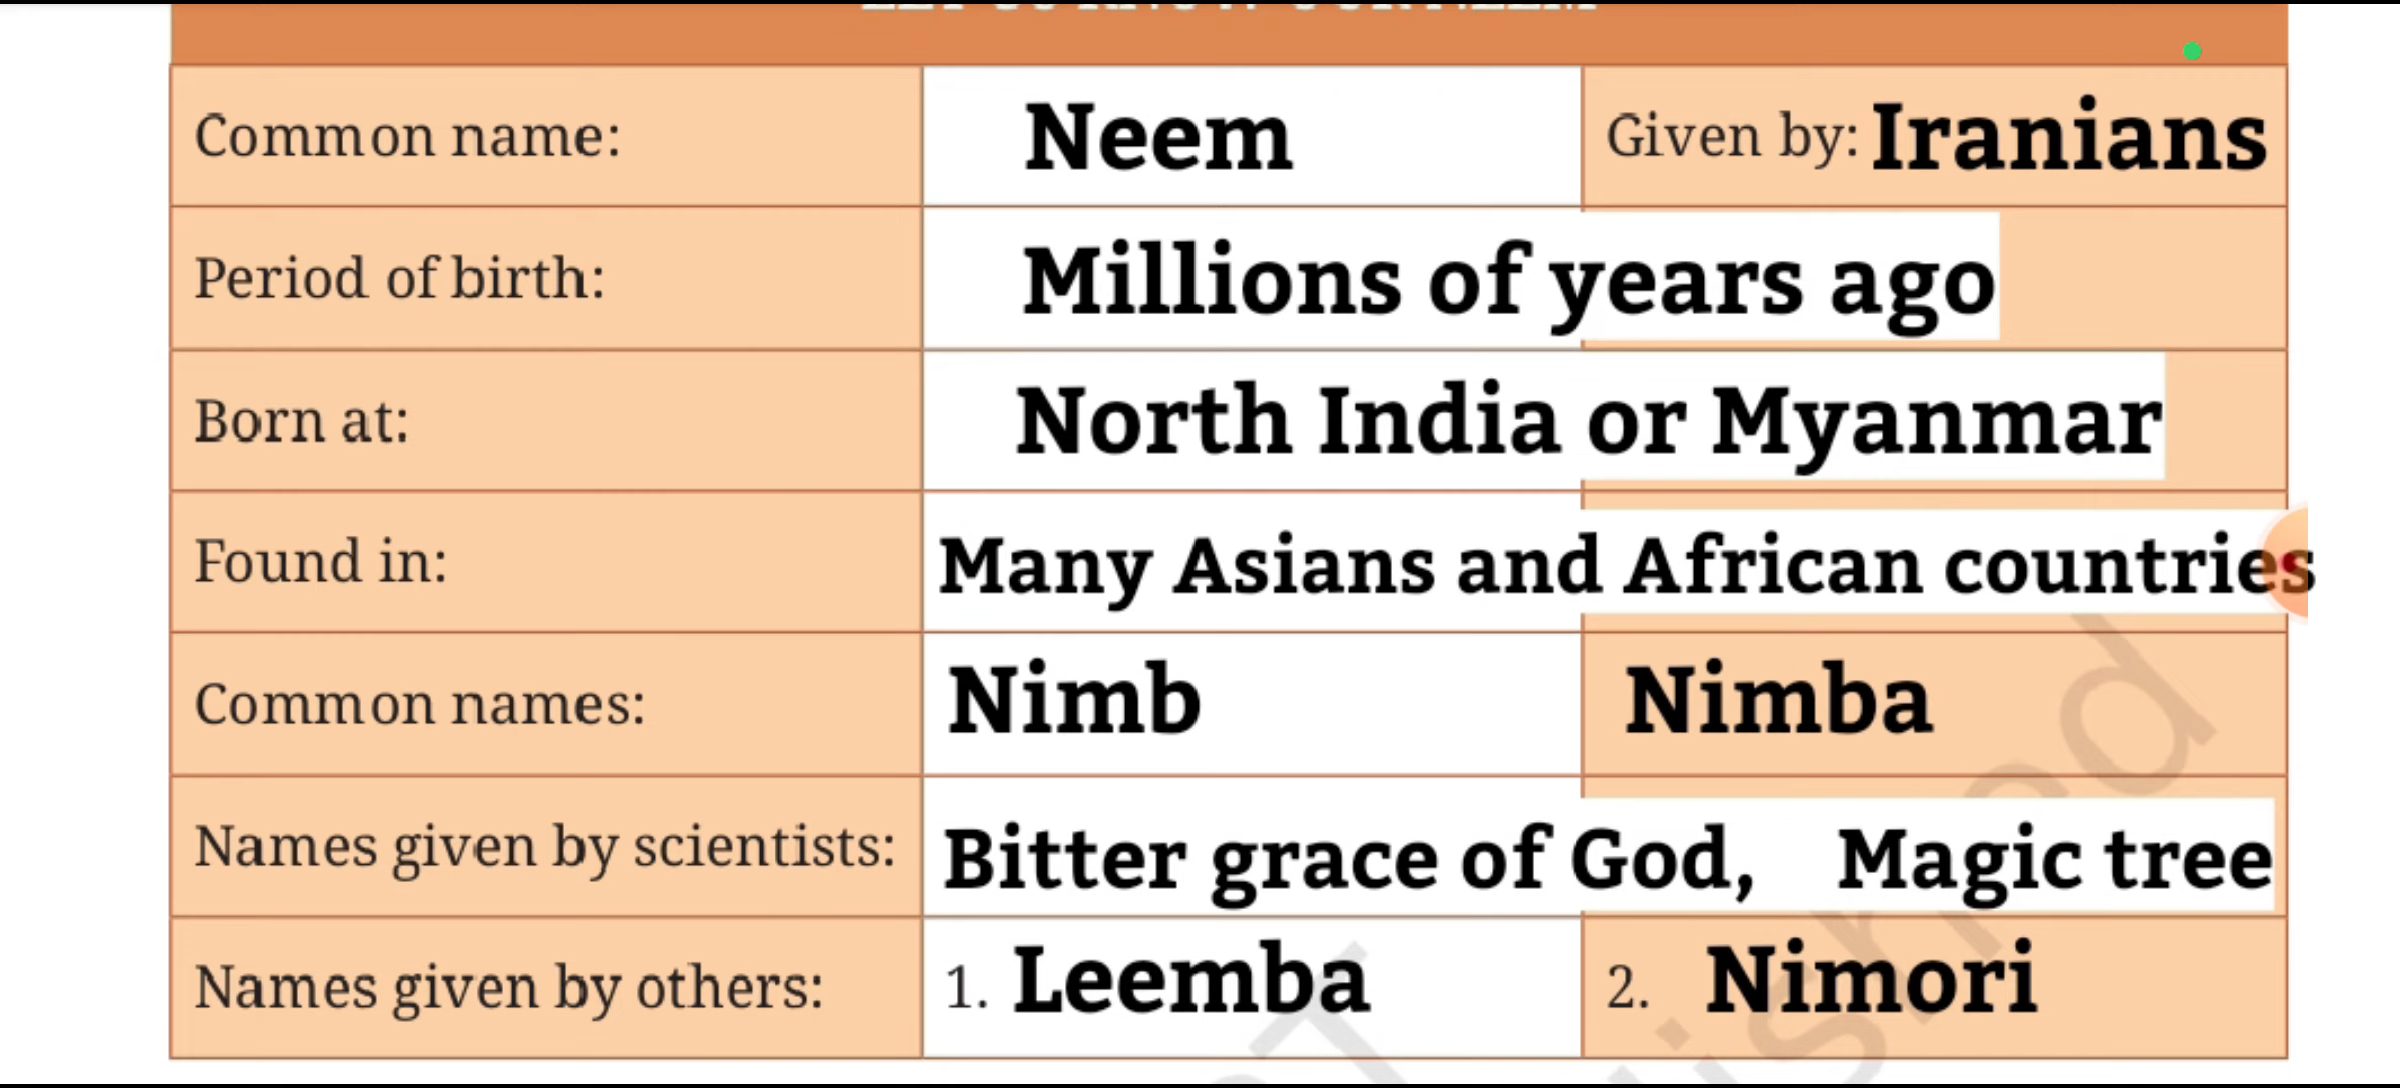 Common name: Neem Given by: Iranians
Period of birth: Millions of years ago
Born at: North India or Myanmar
Found in: Many Asians and African countries
Common names: Nimb Nimba
Names given by scientists: Bitter grace of God, Magic tree
Names given by others: 1. Leemba 2. Nimori